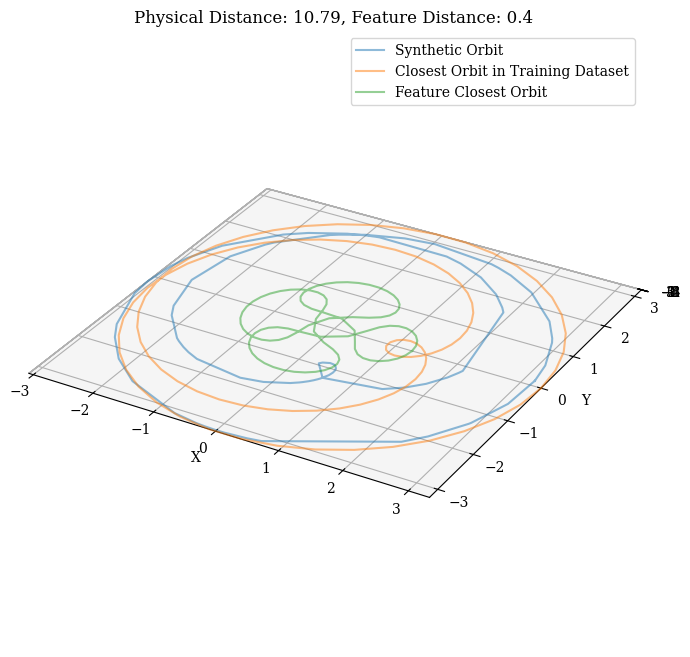 Physical Distance: 10.79, Feature Distance: 0.4
Synthetic Orbit
Closest Orbit in Training Dataset
Feature Closest Orbit
−3
−2
−1
0
1
2
3
X
−3
−2
−1
0
1
2
3
Y